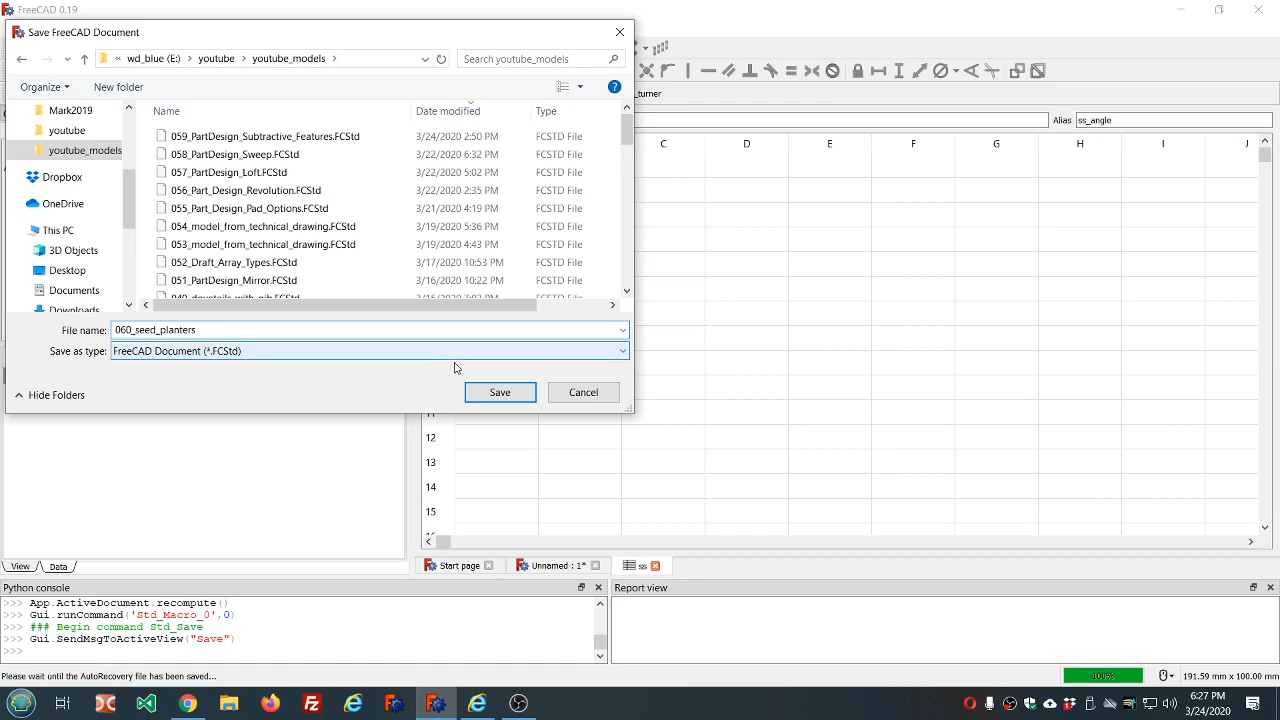 FreeCAD 0.19
Save FreeCAD Document
« wd_blue (E:) > youtube > youtube_models >
Search youtube_models
Organize
New folder
Mark2019
youtube
youtube_models
Dropbox
OneDrive
This PC
3D Objects
Desktop
Documents
Downloads
Name Date modified Type
059_PartDesign_Subtractive_Features.FCStd 3/24/2020 2:50 PM FCSTD File
058_PartDesign_Sweep.FCStd 3/22/2020 6:32 PM FCSTD File
057_PartDesign_Loft.FCStd 3/22/2020 5:02 PM FCSTD File
056_Part_Design_Revolution.FCStd 3/22/2020 2:35 PM FCSTD File
055_Part_Design_Pad_Options.FCStd 3/21/2020 4:19 PM FCSTD File
054_model_from_technical_drawing.FCStd 3/19/2020 5:36 PM FCSTD File
053_model_from_technical_drawing.FCStd 3/19/2020 4:43 PM FCSTD File
052_Draft_Array_Types.FCStd 3/17/2020 10:53 PM FCSTD File
051_PartDesign_Mirror.FCStd 3/16/2020 10:22 PM FCSTD File
File name: 060_seed_planters
Save as type: FreeCAD Document (*.FCStd)
Hide Folders
Save
Cancel
_turner
Alias ss_angle
C D E F G H I J
12
13
14
15
View Data
Start page
Unnamed : 1*
ss
Python console
>>> App.ActiveDocument.recompute()
>>> Gui.runCommand('Std_Macro_0',0)
>>> ### Begin command Std_Save
>>> Gui.SendMsgToActiveView("Save")
>>>
Report view
Please wait until the AutoRecovery file has been saved...
100%
191.59 mm x 100.00 mm
6:27 PM
3/24/2020